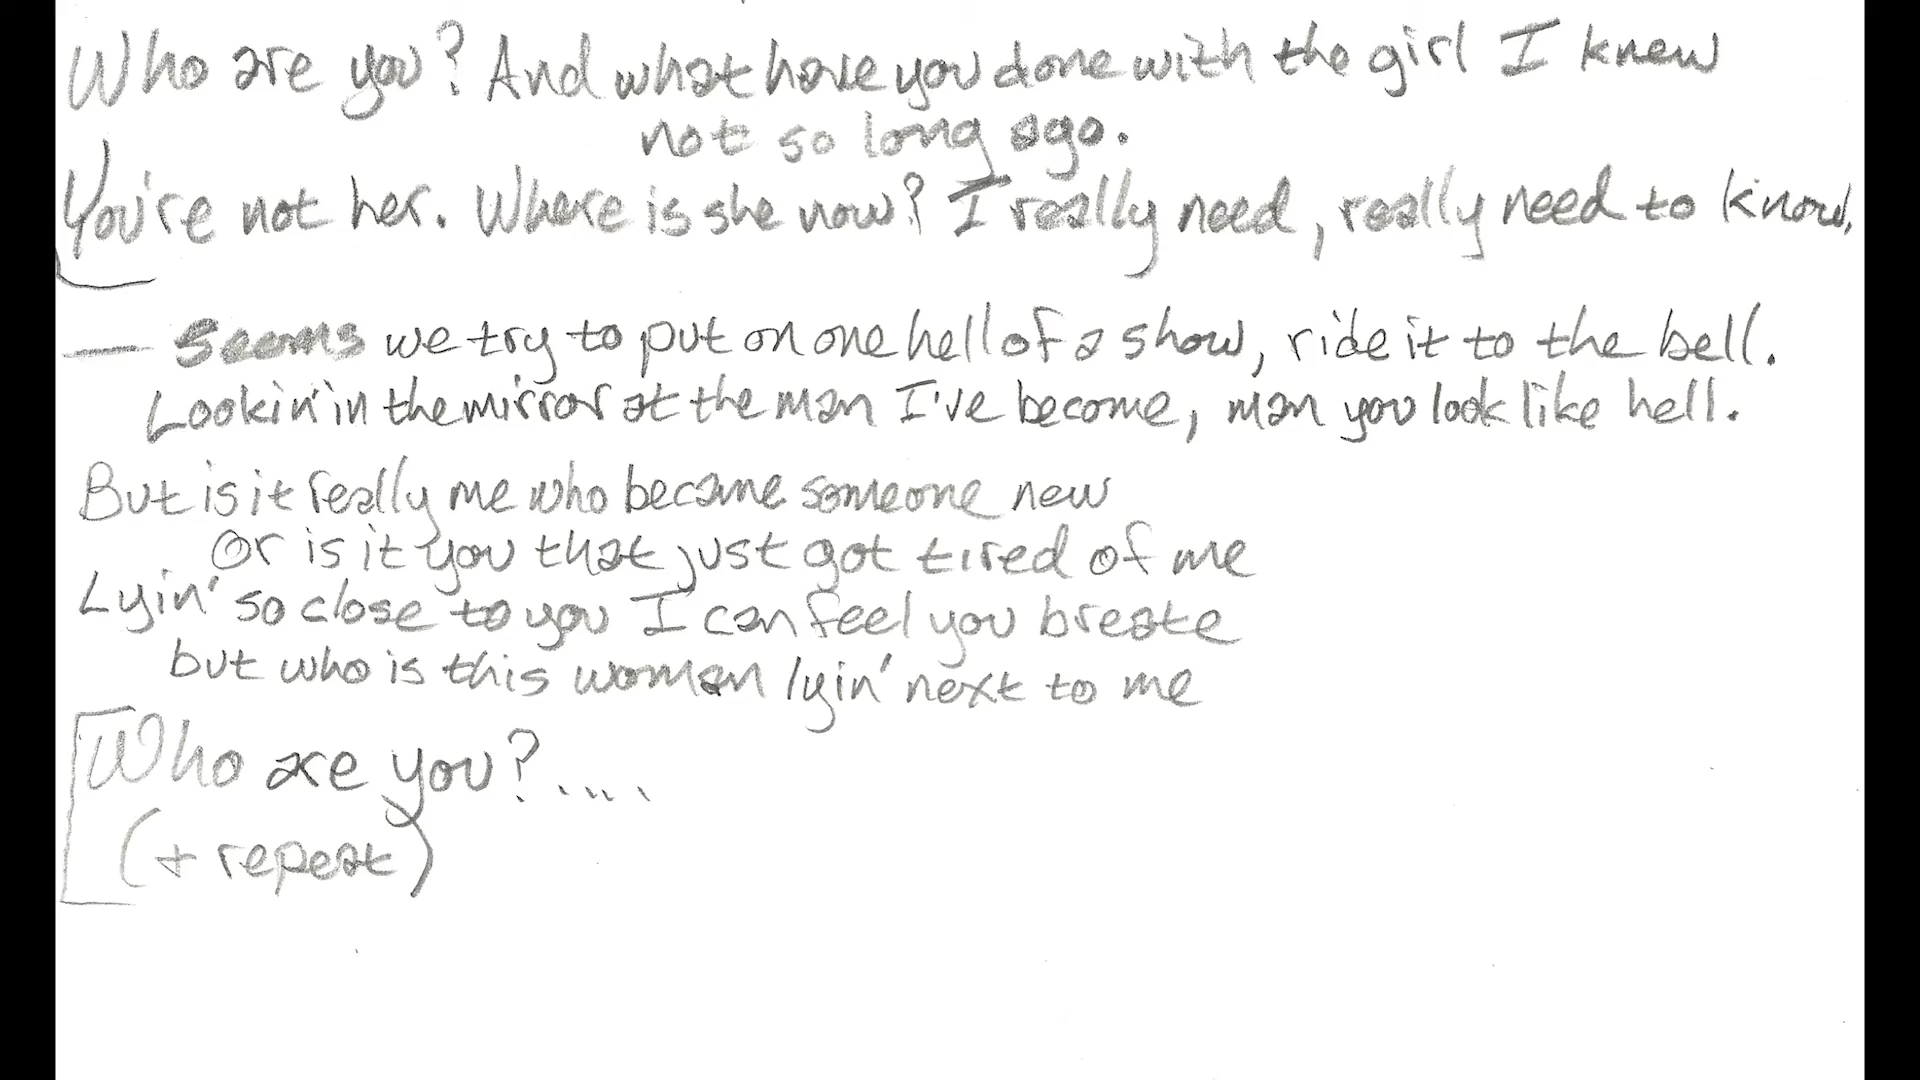 Who are you? And what have you done with the girl I knew
not so long ago.
You're not her. Where is she now? I really need, really need to know.
— Seems we try to put on one hell of a show, ride it to the bell.
Lookin' in the mirror at the man I've become, man you look like hell.
But is it really me who became someone new
Or is it you that just got tired of me
Lyin' so close to you I can feel you breate
but who is this woman lyin' next to me
Who are you?.....
(+ repeat)